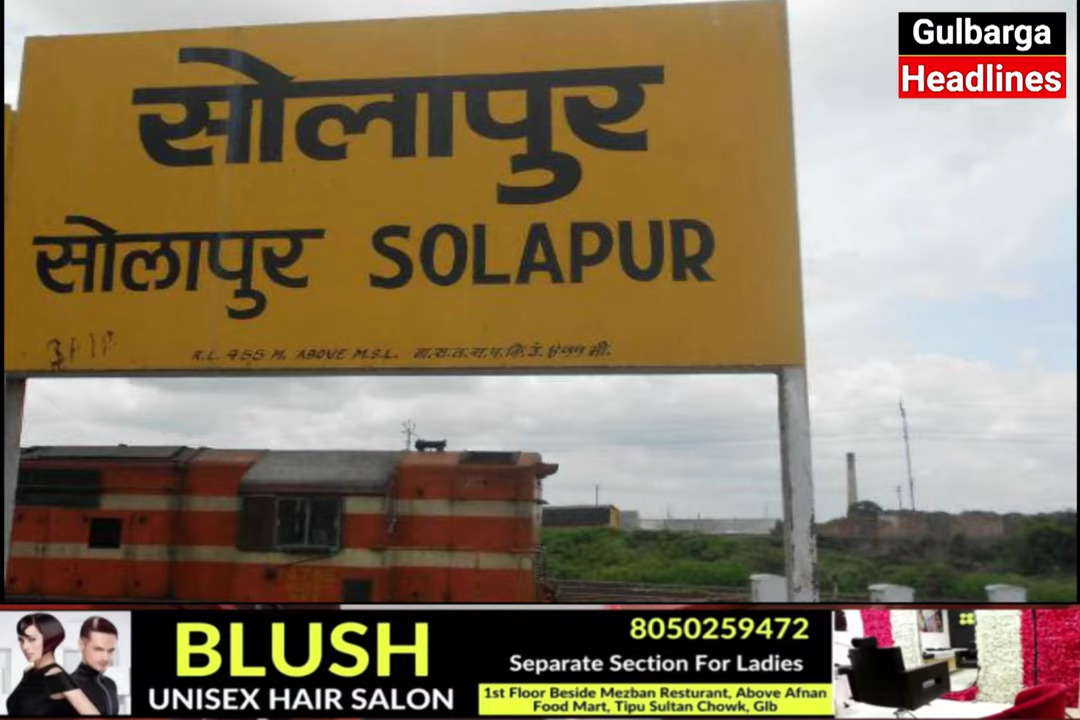 Gulbarga
Headlines
सोलापुर
सोलापुर SOLAPUR
R.L. 455 M. ABOVE M.S.L.
BLUSH
UNISEX HAIR SALON
8050259472
Separate Section For Ladies
1st Floor Beside Mezban Resturant, Above Afnan
Food Mart, Tipu Sultan Chowk, Glb